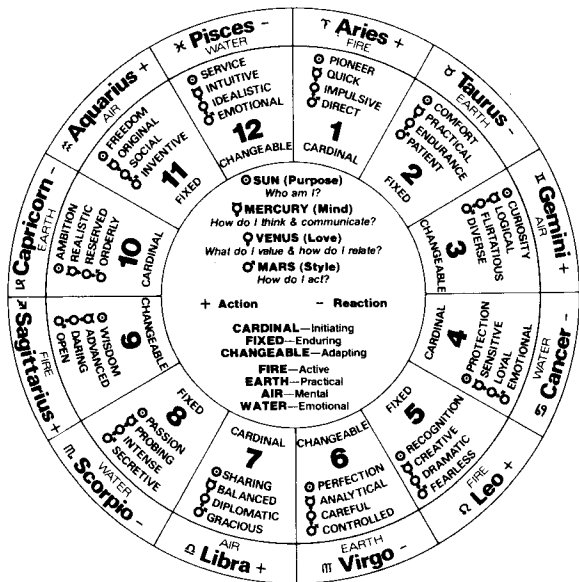 ♈ Aries +
FIRE
☉ PIONEER
☿ QUICK
♀ IMPULSIVE
♂ DIRECT
1
CARDINAL
♉ Taurus -
EARTH
☉ COMFORT
☿ PRACTICAL
♀ ENDURANCE
♂ PATIENT
2
FIXED
♊ Gemini +
AIR
☉ CURIOSITY
☿ LOGICAL
♀ FLIRTATIOUS
♂ DIVERSE
3
CHANGEABLE
♋ Cancer -
WATER
☉ PROTECTION
☿ SENSITIVE
♀ LOYAL
♂ EMOTIONAL
4
CARDINAL
♌ Leo +
FIRE
☉ RECOGNITION
☿ CREATIVE
♀ DRAMATIC
♂ FEARLESS
5
FIXED
♍ Virgo -
EARTH
☉ PERFECTION
☿ ANALYTICAL
♀ CAREFUL
♂ CONTROLLED
6
CHANGEABLE
♎ Libra +
AIR
☉ SHARING
☿ BALANCED
♀ DIPLOMATIC
♂ GRACIOUS
7
CARDINAL
♏ Scorpio -
WATER
☉ PASSION
☿ PROBING
♀ INTENSE
♂ SECRETIVE
8
FIXED
♐ Sagittarius +
FIRE
☉ WISDOM
☿ ADVANCED
♀ DARING
♂ OPEN
9
CHANGEABLE
♑ Capricorn -
EARTH
☉ AMBITION
☿ REALISTIC
♀ RESERVED
♂ ORDERLY
10
CARDINAL
♒ Aquarius +
AIR
☉ FREEDOM
☿ ORIGINAL
♀ SOCIAL
♂ INVENTIVE
11
FIXED
♓ Pisces -
WATER
☉ SERVICE
☿ INTUITIVE
♀ IDEALISTIC
♂ EMOTIONAL
12
CHANGEABLE
☉ SUN (Purpose)
Who am I?
☿ MERCURY (Mind)
How do I think & communicate?
♀ VENUS (Love)
What do I value & how do I relate?
♂ MARS (Style)
How do I act?
+ Action - Reaction
CARDINAL—Initiating
FIXED—Enduring
CHANGEABLE—Adapting
FIRE—Active
EARTH—Practical
AIR—Mental
WATER—Emotional